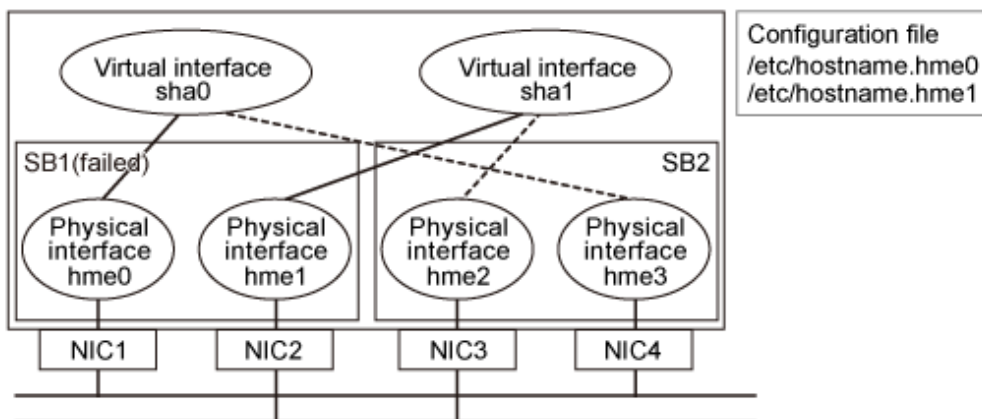 Virtual interface
sha0
Virtual interface
sha1
Configuration file
/etc/hostname.hme0
/etc/hostname.hme1
SB1(failed)
SB2
Physical
interface
hme0
Physical
interface
hme1
Physical
interface
hme2
Physical
interface
hme3
NIC1
NIC2
NIC3
NIC4